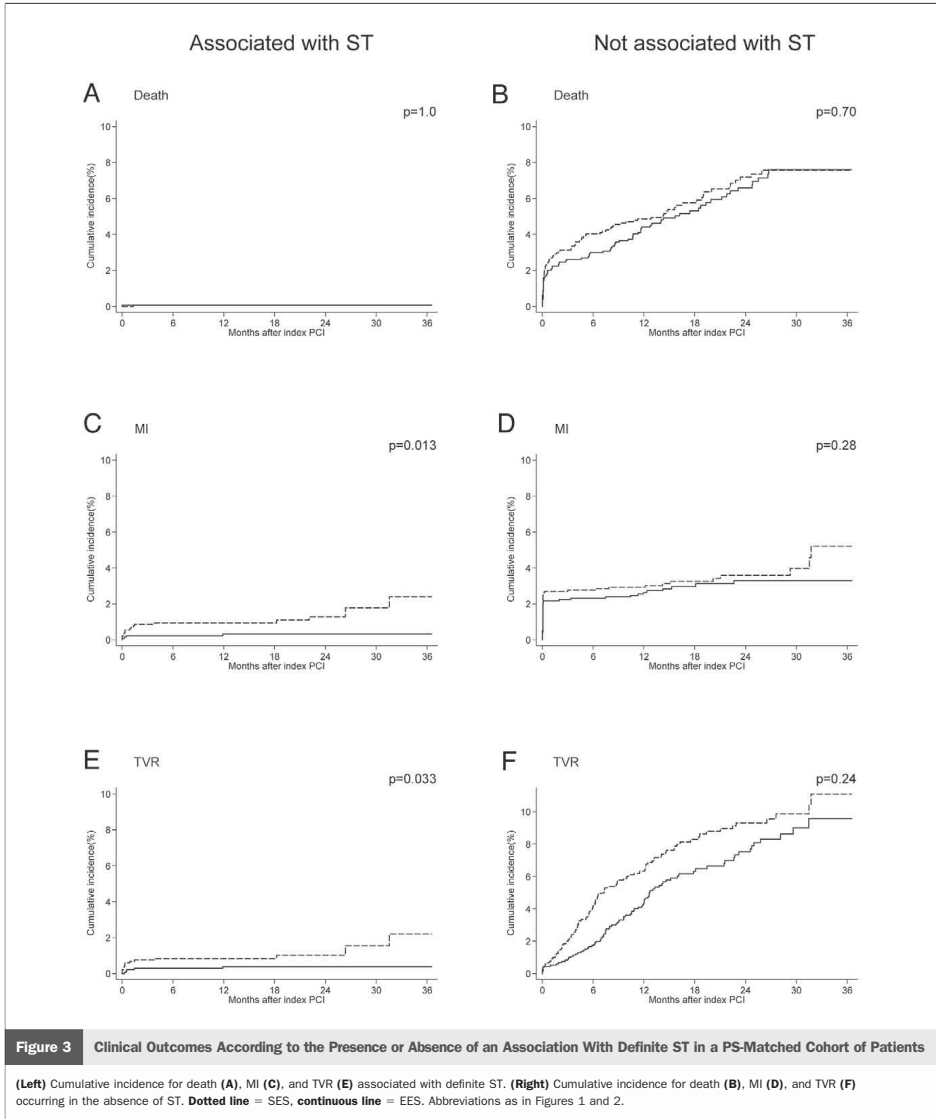 Associated with ST
Not associated with ST
A Death
p=1.0
Cumulative incidence(%)
10
8
6
4
2
0
0 6 12 18 24 30 36
Months after index PCI
B Death
p=0.70
Cumulative incidence(%)
10
8
6
4
2
0
0 6 12 18 24 30 36
Months after index PCI
C MI
p=0.013
Cumulative incidence(%)
10
8
6
4
2
0
0 6 12 18 24 30 36
Months after index PCI
D MI
p=0.28
Cumulative incidence(%)
10
8
6
4
2
0
0 6 12 18 24 30 36
Months after index PCI
E TVR
p=0.033
Cumulative incidence(%)
10
8
6
4
2
0
0 6 12 18 24 30 36
Months after index PCI
F TVR
p=0.24
Cumulative incidence(%)
10
8
6
4
2
0
0 6 12 18 24 30 36
Months after index PCI
Figure 3 Clinical Outcomes According to the Presence or Absence of an Association With Definite ST in a PS-Matched Cohort of Patients
(Left) Cumulative incidence for death (A), MI (C), and TVR (E) associated with definite ST. (Right) Cumulative incidence for death (B), MI (D), and TVR (F)
occurring in the absence of ST. Dotted line = SES, continuous line = EES. Abbreviations as in Figures 1 and 2.